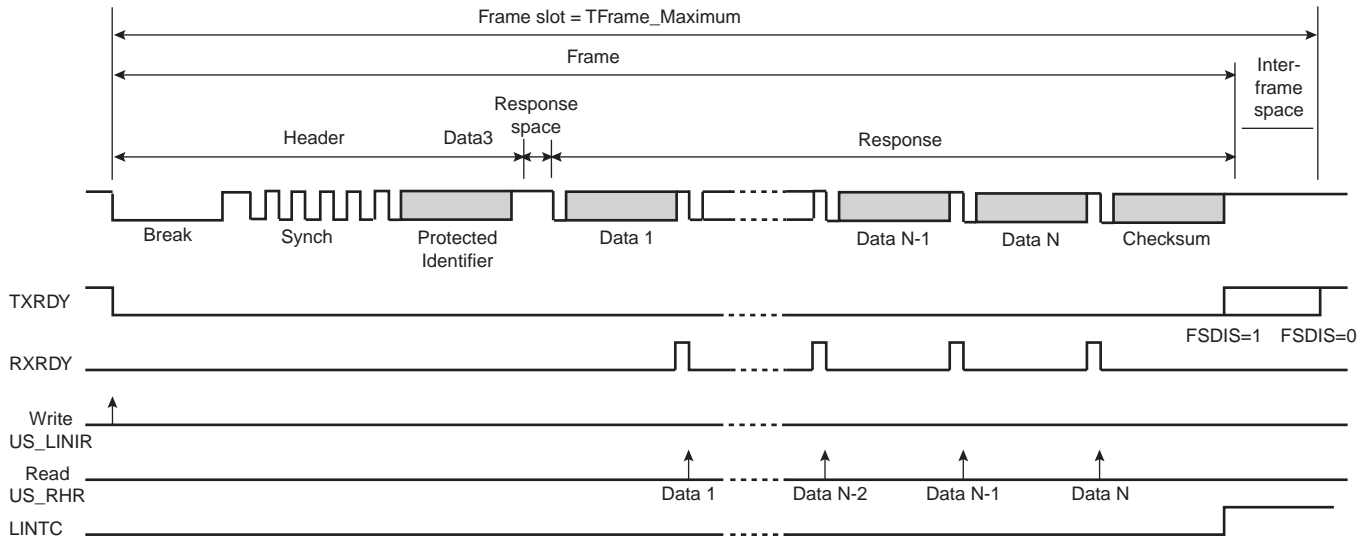 Frame slot = TFrame_Maximum
Frame
Inter-
frame
space
Response
space
Header
Data3
Response
Break
Synch
Protected
Identifier
Data 1
Data N-1
Data N
Checksum
TXRDY
FSDIS=1
FSDIS=0
RXRDY
Write
US_LINIR
Read
US_RHR
Data 1
Data N-2
Data N-1
Data N
LINTC